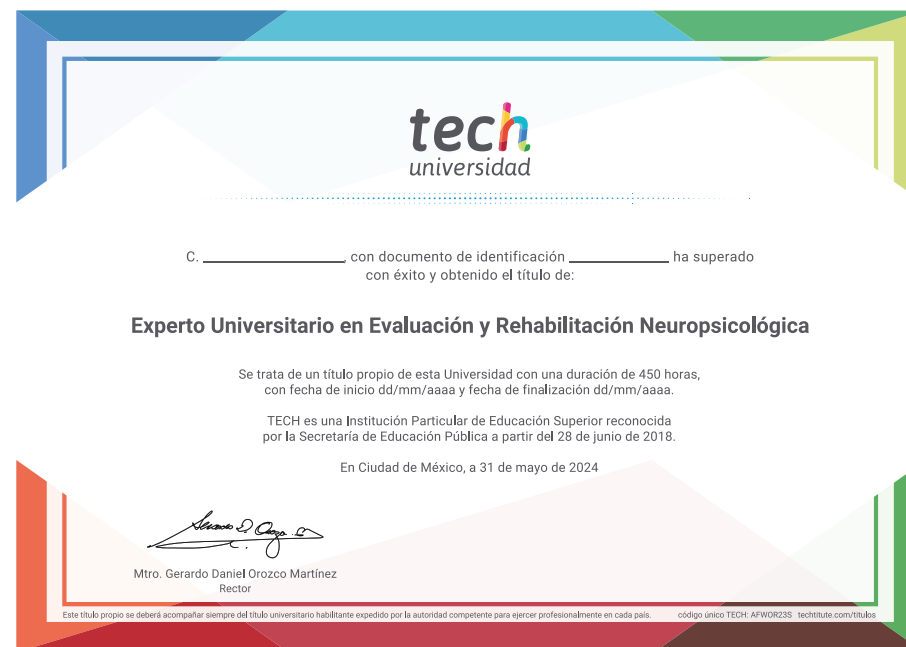 tech
universidad
C. ____________, con documento de identificación ____________ ha superado
con éxito y obtenido el título de:
Experto Universitario en Evaluación y Rehabilitación Neuropsicológica
Se trata de un título propio de esta Universidad con una duración de 450 horas,
con fecha de inicio dd/mm/aaaa y fecha de finalización dd/mm/aaaa.
TECH es una Institución Particular de Educación Superior reconocida
por la Secretaría de Educación Pública a partir del 28 de junio de 2018.
En Ciudad de México, a 31 de mayo de 2024
Mtro. Gerardo Daniel Orozco Martínez
Rector
Este título propio se deberá acompañar siempre del título universitario habilitante expedido por la autoridad competente para ejercer profesionalmente en cada país. código único TECH: AFWOR23S techtitute.com/titulos